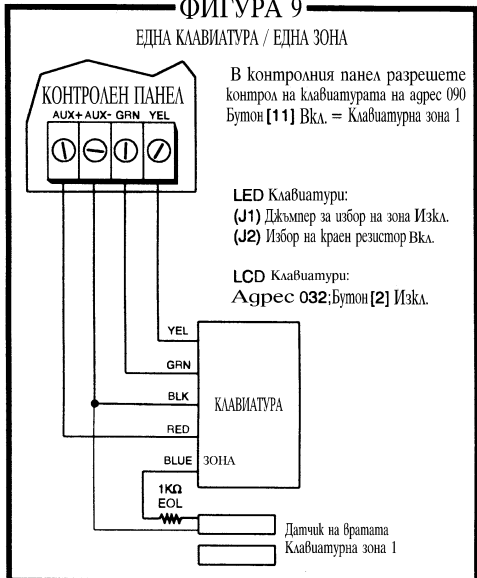 ФИГУРА 9
ЕДНА КЛАВИАТУРА / ЕДНА ЗОНА
КОНТРОЛЕН ПАНЕЛ
AUX+ AUX- GRN YEL
В контролния панел разрешете
контрол на клавиатурата на адрес 090
Бутон [11] Вкл. = Клавиатурна зона 1
LED Клавиатури:
(J1) Джъмпер за избор на зона Изкл.
(J2) Избор на краен резистор Вкл.
LCD Клавиатури:
Адрес 032;Бутон [2] Изкл.
YEL
GRN
BLK
RED
BLUE
КЛАВИАТУРА
ЗОНА
1KΩ
EOL
Датчик на вратата
Клавиатурна зона 1